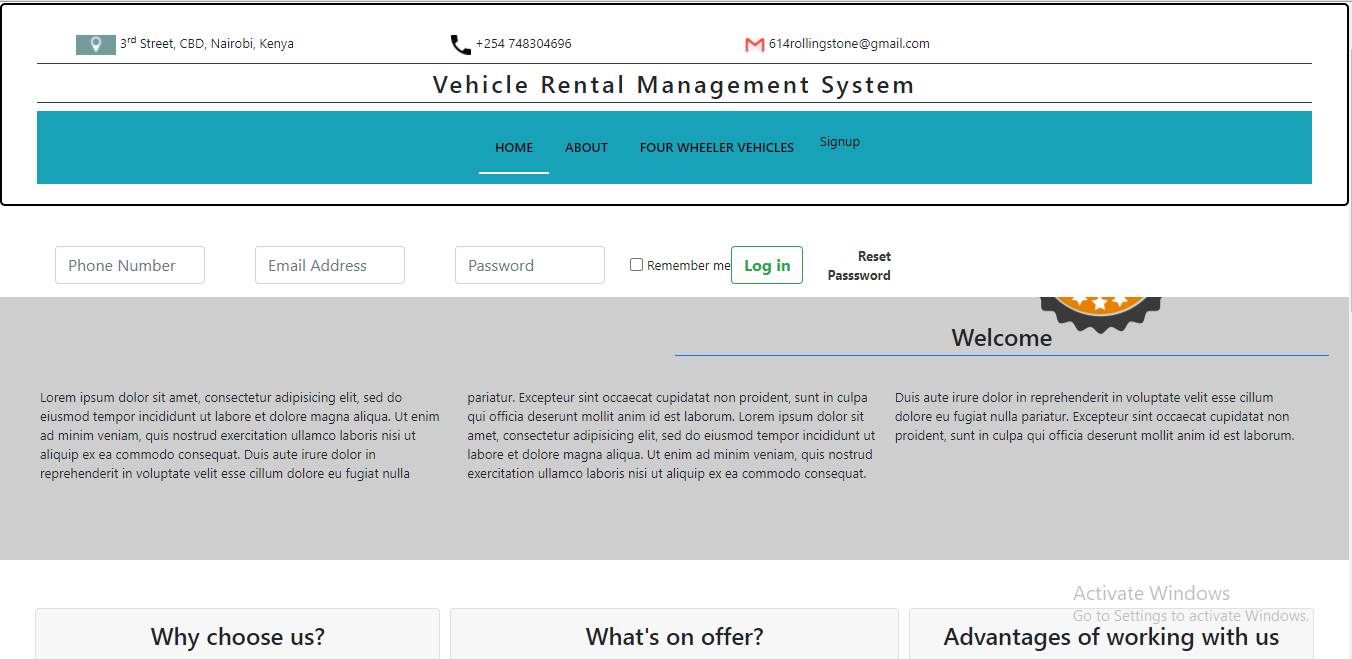 3rd Street, CBD, Nairobi, Kenya
+254 748304696
614rollingstone@gmail.com
Vehicle Rental Management System
HOME
ABOUT
FOUR WHEELER VEHICLES
Signup
Phone Number
Email Address
Password
Remember me
Log in
Reset
Passsword
Welcome
Lorem ipsum dolor sit amet, consectetur adipisicing elit, sed do
eiusmod tempor incididunt ut labore et dolore magna aliqua. Ut enim
ad minim veniam, quis nostrud exercitation ullamco laboris nisi ut
aliquip ex ea commodo consequat. Duis aute irure dolor in
reprehenderit in voluptate velit esse cillum dolore eu fugiat nulla
pariatur. Excepteur sint occaecat cupidatat non proident, sunt in culpa
qui officia deserunt mollit anim id est laborum. Lorem ipsum dolor sit
amet, consectetur adipisicing elit, sed do eiusmod tempor incididunt ut
labore et dolore magna aliqua. Ut enim ad minim veniam, quis nostrud
exercitation ullamco laboris nisi ut aliquip ex ea commodo consequat.
Duis aute irure dolor in reprehenderit in voluptate velit esse cillum
dolore eu fugiat nulla pariatur. Excepteur sint occaecat cupidatat non
proident, sunt in culpa qui officia deserunt mollit anim id est laborum.
Activate Windows
Go to Settings to activate Windows.
Why choose us?
What's on offer?
Advantages of working with us